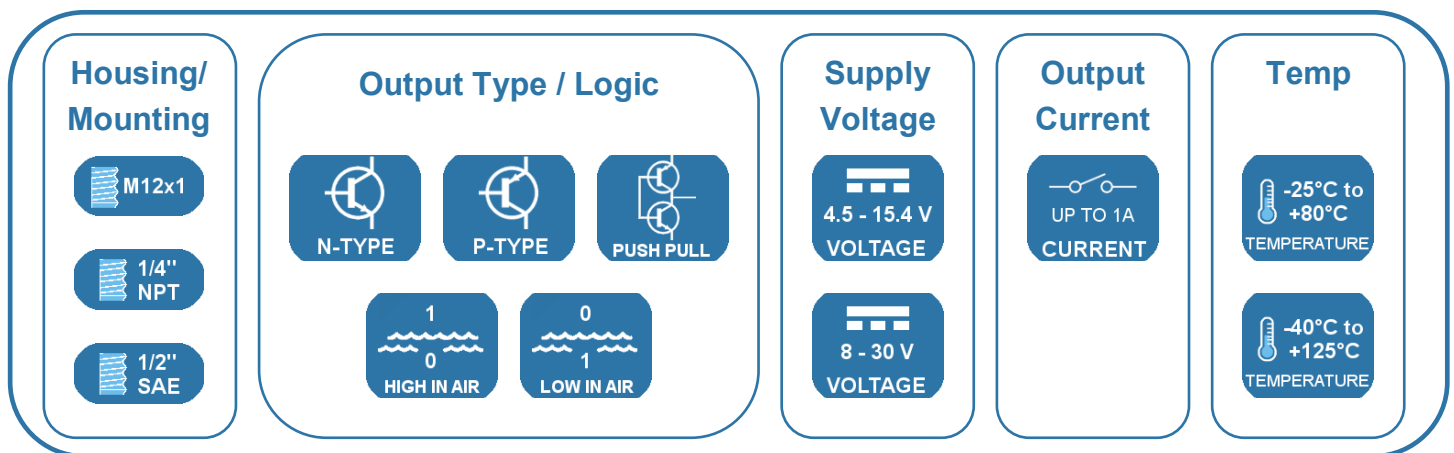 Housing/
Mounting
M12x1
1/4"
NPT
1/2"
SAE
Output Type / Logic
N-TYPE
P-TYPE
PUSH PULL
1
0
HIGH IN AIR
0
1
LOW IN AIR
Supply
Voltage
4.5 - 15.4 V
VOLTAGE
8 - 30 V
VOLTAGE
Output
Current
UP TO 1A
CURRENT
Temp
-25°C to
+80°C
TEMPERATURE
-40°C to
+125°C
TEMPERATURE